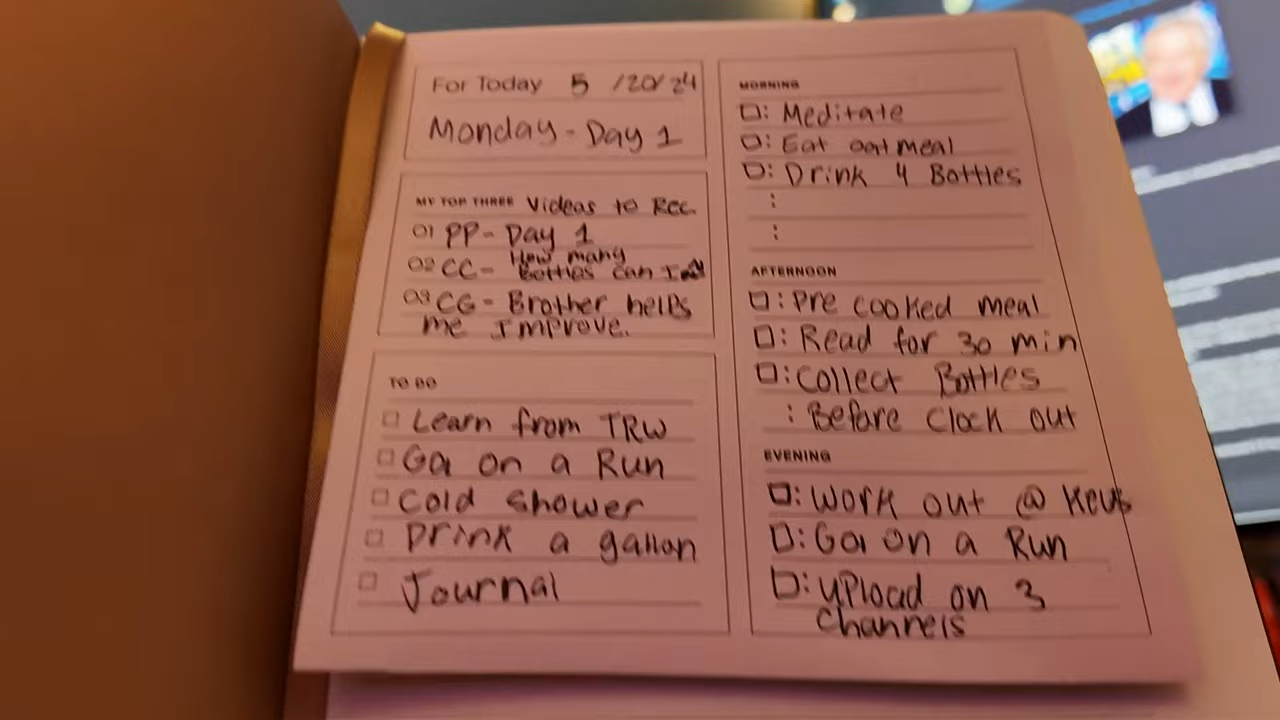 For Today 5 /20/24
Monday - Day 1
MY TOP THREE Videos to Rec
01 PP - Day 1
02 CC - How many
Bottles can I
03 CG - Brother helps
me Improve.
TO DO
Learn from TRW
Go on a Run
Cold Shower
Drink a gallon
Journal
MORNING
: Meditate
: Eat oatmeal
: Drink 4 Bottles
:
:
AFTERNOON
: Pre cooked meal
: Read for 30 min
: Collect Bottles
: Before Clock out
EVENING
: Work out @
: Go on a Run
: Upload on 3
Channels